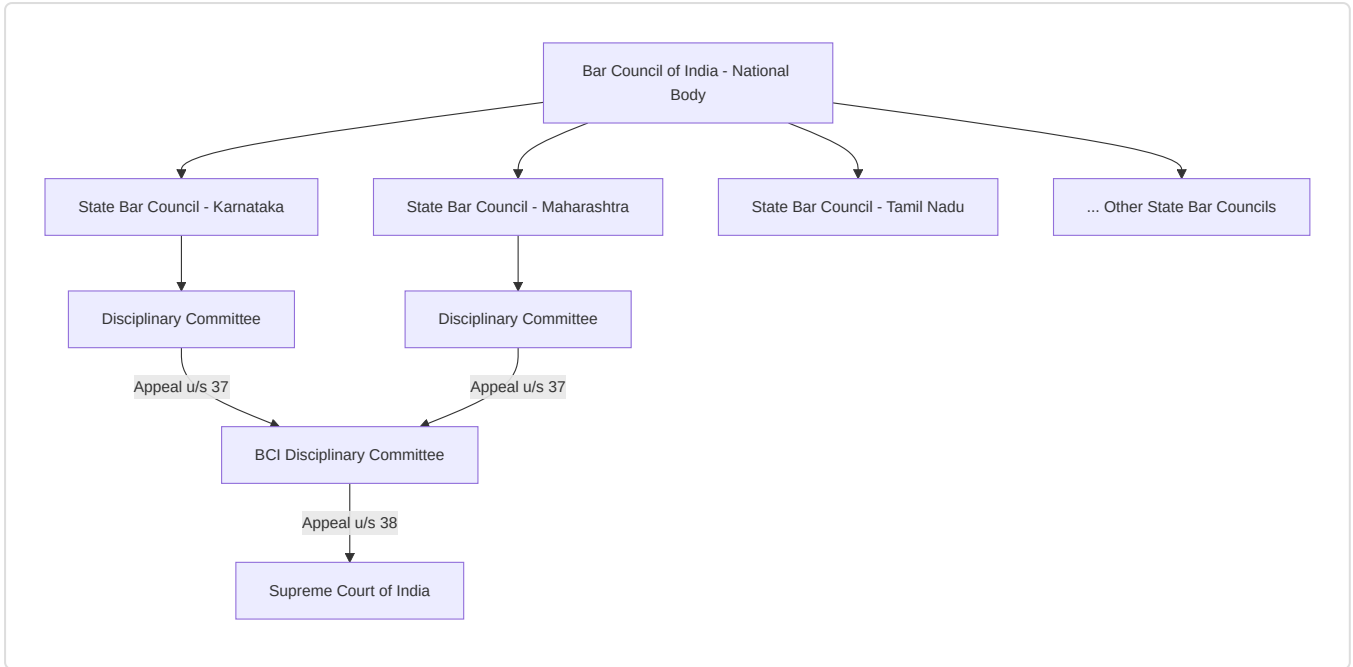 Bar Council of India - National
Body
State Bar Council - Karnataka
State Bar Council - Maharashtra
State Bar Council - Tamil Nadu
... Other State Bar Councils
Disciplinary Committee
Disciplinary Committee
Appeal u/s 37
Appeal u/s 37
BCI Disciplinary Committee
Appeal u/s 38
Supreme Court of India